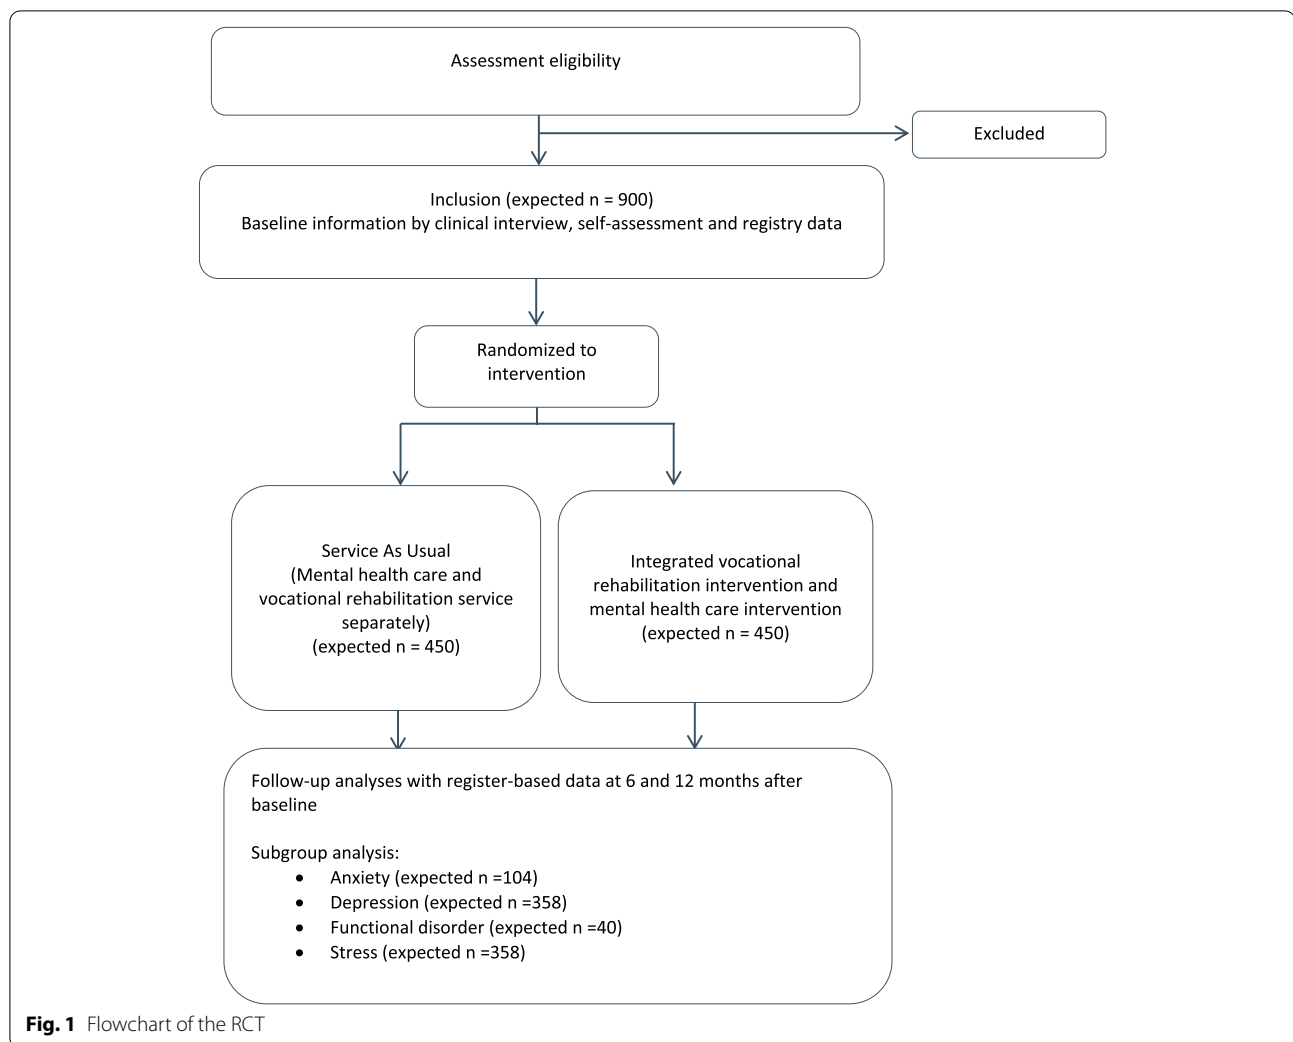 Assessment eligibility
Excluded
Inclusion (expected n = 900)
Baseline information by clinical interview, self-assessment and registry data
Randomized to
intervention
Service As Usual
(Mental health care and
vocational rehabilitation service
separately)
(expected n = 450)
Integrated vocational
rehabilitation intervention and
mental health care intervention
(expected n = 450)
Follow-up analyses with register-based data at 6 and 12 months after
baseline
Subgroup analysis:
• Anxiety (expected n =104)
• Depression (expected n =358)
• Functional disorder (expected n =40)
• Stress (expected n =358)
Fig. 1 Flowchart of the RCT